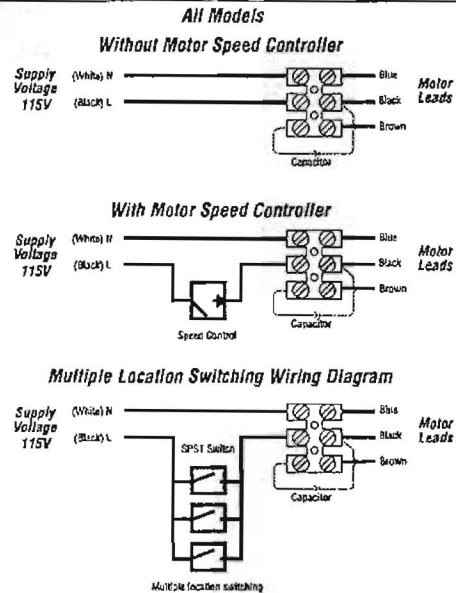 All Models
Without Motor Speed Controller
Supply Voltage 115V
(White) N
(Black) L
Blue
Black
Brown
Motor Leads
Capacitor
With Motor Speed Controller
Supply Voltage 115V
(White) N
(Black) L
Speed Control
Blue
Black
Brown
Motor Leads
Capacitor
Multiple Location Switching Wiring Diagram
Supply Voltage 115V
(White) N
(Black) L
SPST Switch
Blue
Black
Brown
Motor Leads
Capacitor
Multiple location switching